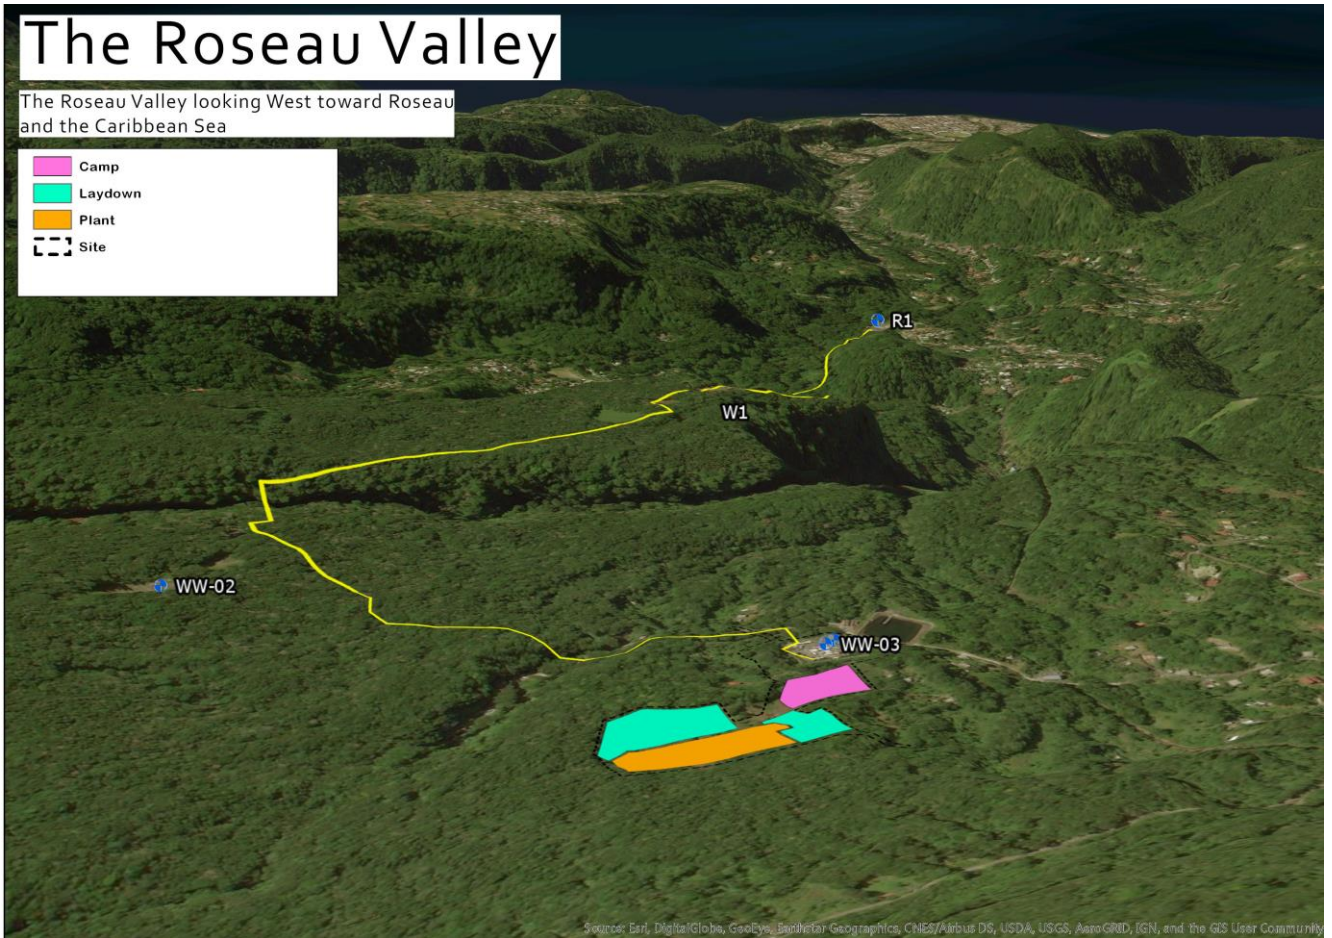 The Roseau Valley
The Roseau Valley looking West toward Roseau
and the Caribbean Sea
Camp
Laydown
Plant
Site
R1
W1
WW-02
WW-03
Source: Esri, DigitalGlobe, GeoEye, Earthstar Geographics, CNES/Airbus DS, USDA, USGS, AeroGRID, IGN, and the GIS User Community